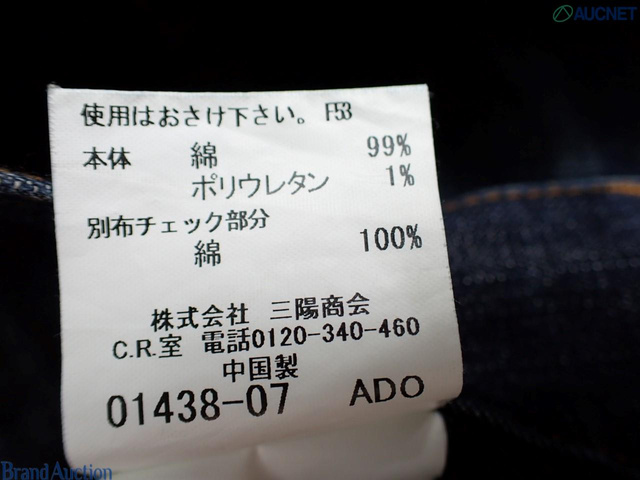 AUCNET
使用はおさけ下さい。 F53
本体 綿 99%
ポリウレタン 1%
別布チェック部分
綿 100%
株式会社 三陽商会
C.R.室 電話0120-340-460
中国製
01438-07 ADO
Brand Auction